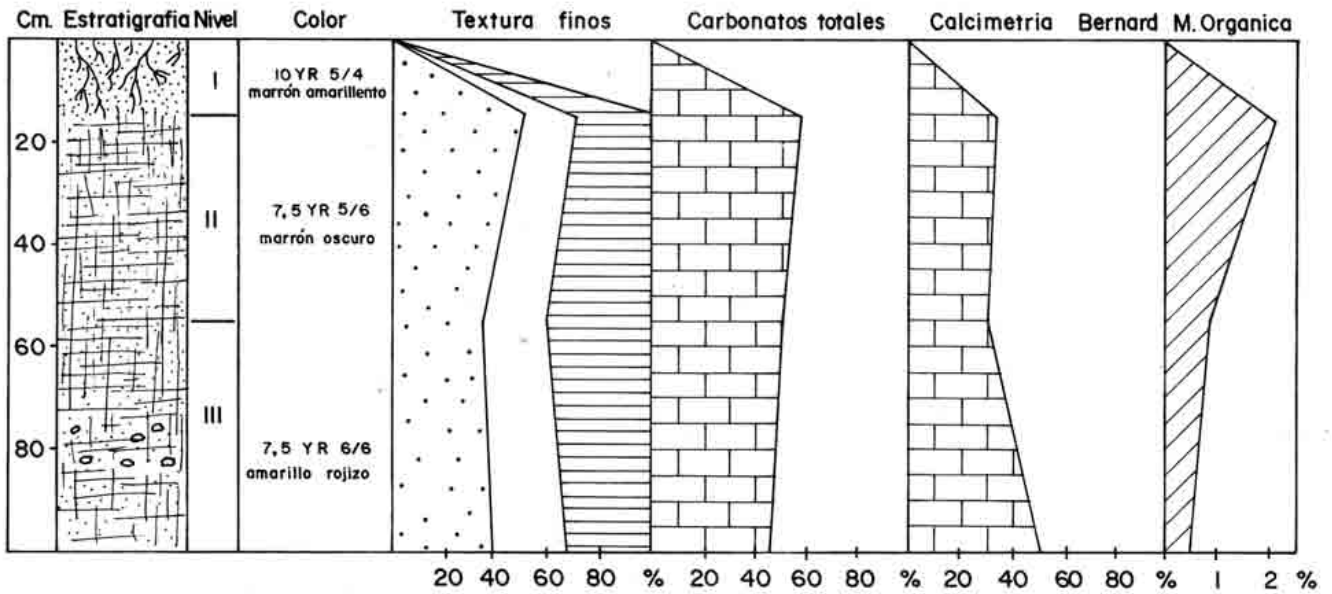 Cm. Estratigrafia Nivel Color Textura finos Carbonatos totales Calcimetria Bernard M. Organica
I
10 YR 5/4
marrón amarillento
20
II
7,5 YR 5/6
marrón oscuro
40
60
III
7,5 YR 6/6
amarillo rojizo
80
20 40 60 80 % 20 40 60 80 % 20 40 60 80 % 1 2 %